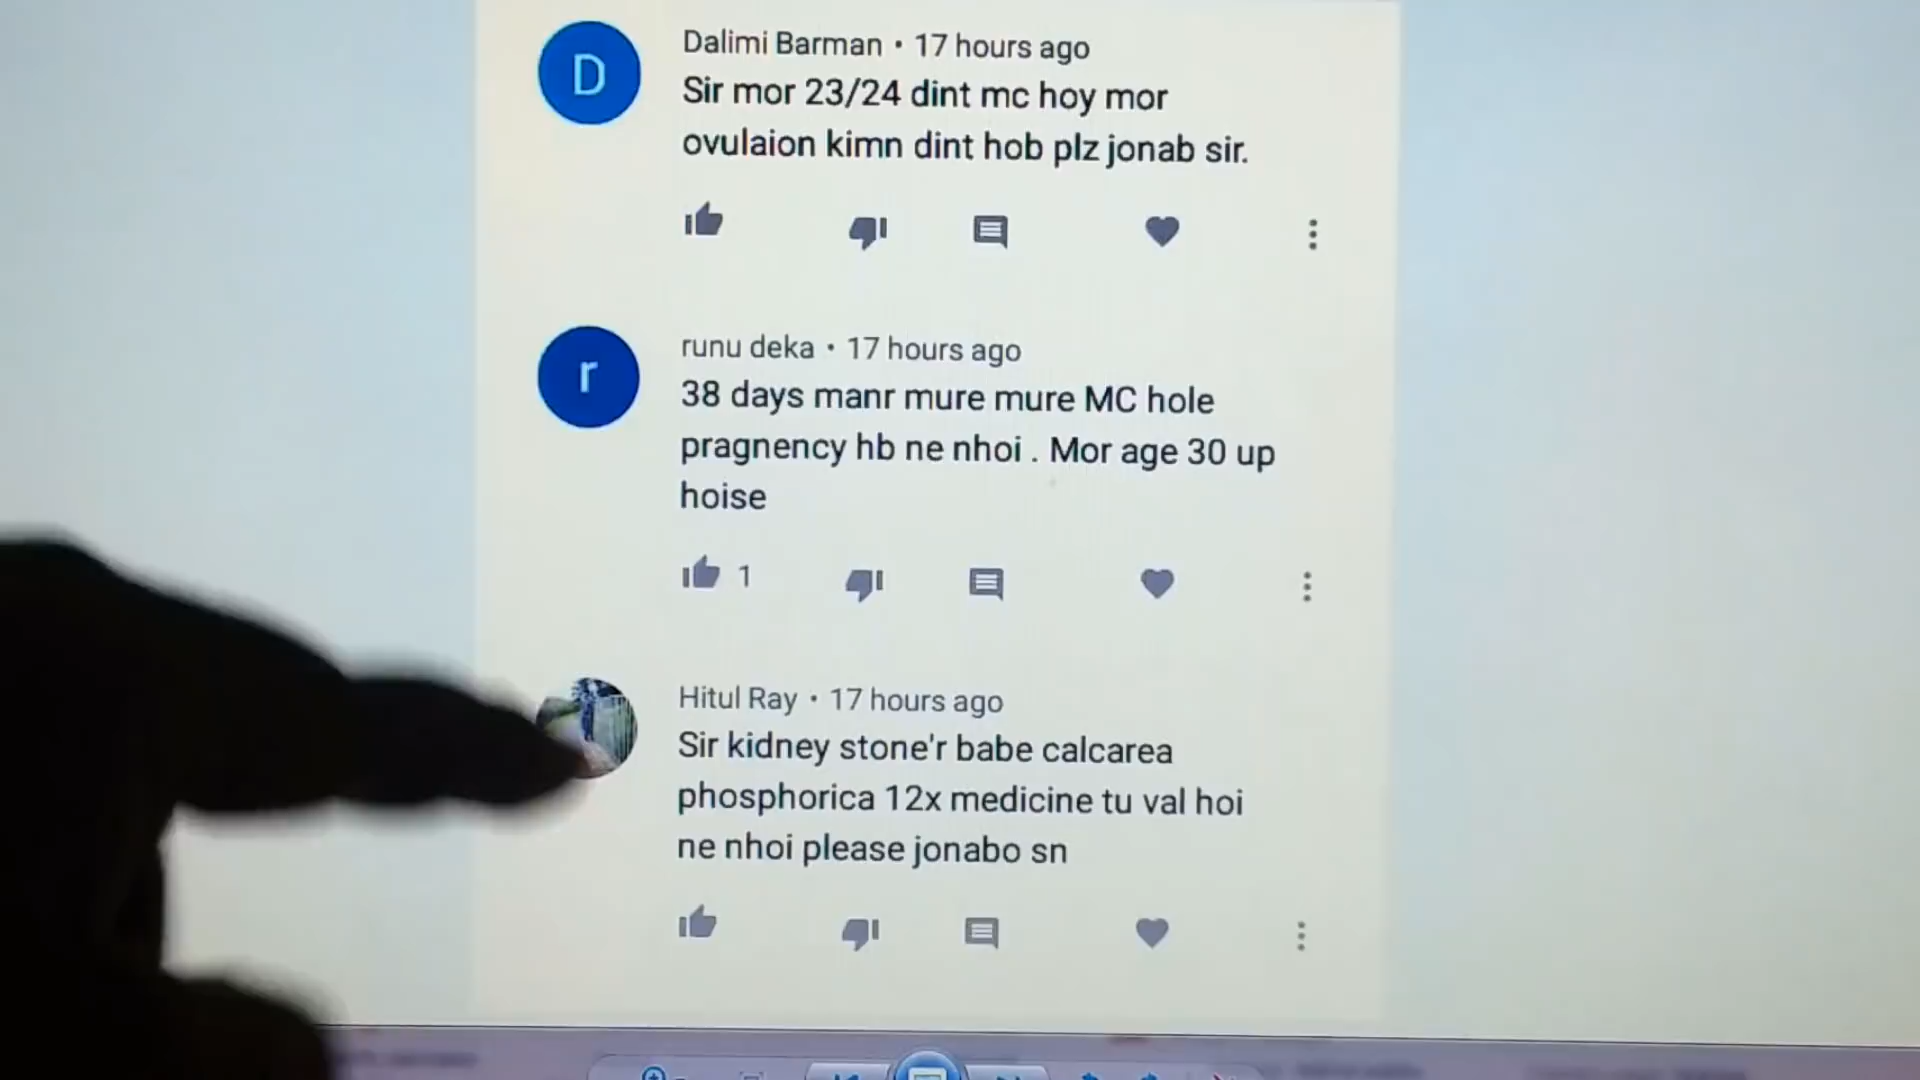 D
Dalimi Barman • 17 hours ago
Sir mor 23/24 dint mc hoy mor
ovulaion kimn dint hob plz jonab sir.
r
runu deka • 17 hours ago
38 days manr mure mure MC hole
pragnency hb ne nhoi . Mor age 30 up
hoise
1
Hitul Ray • 17 hours ago
Sir kidney stone'r babe calcarea
phosphorica 12x medicine tu val hoi
ne nhoi please jonabo sn